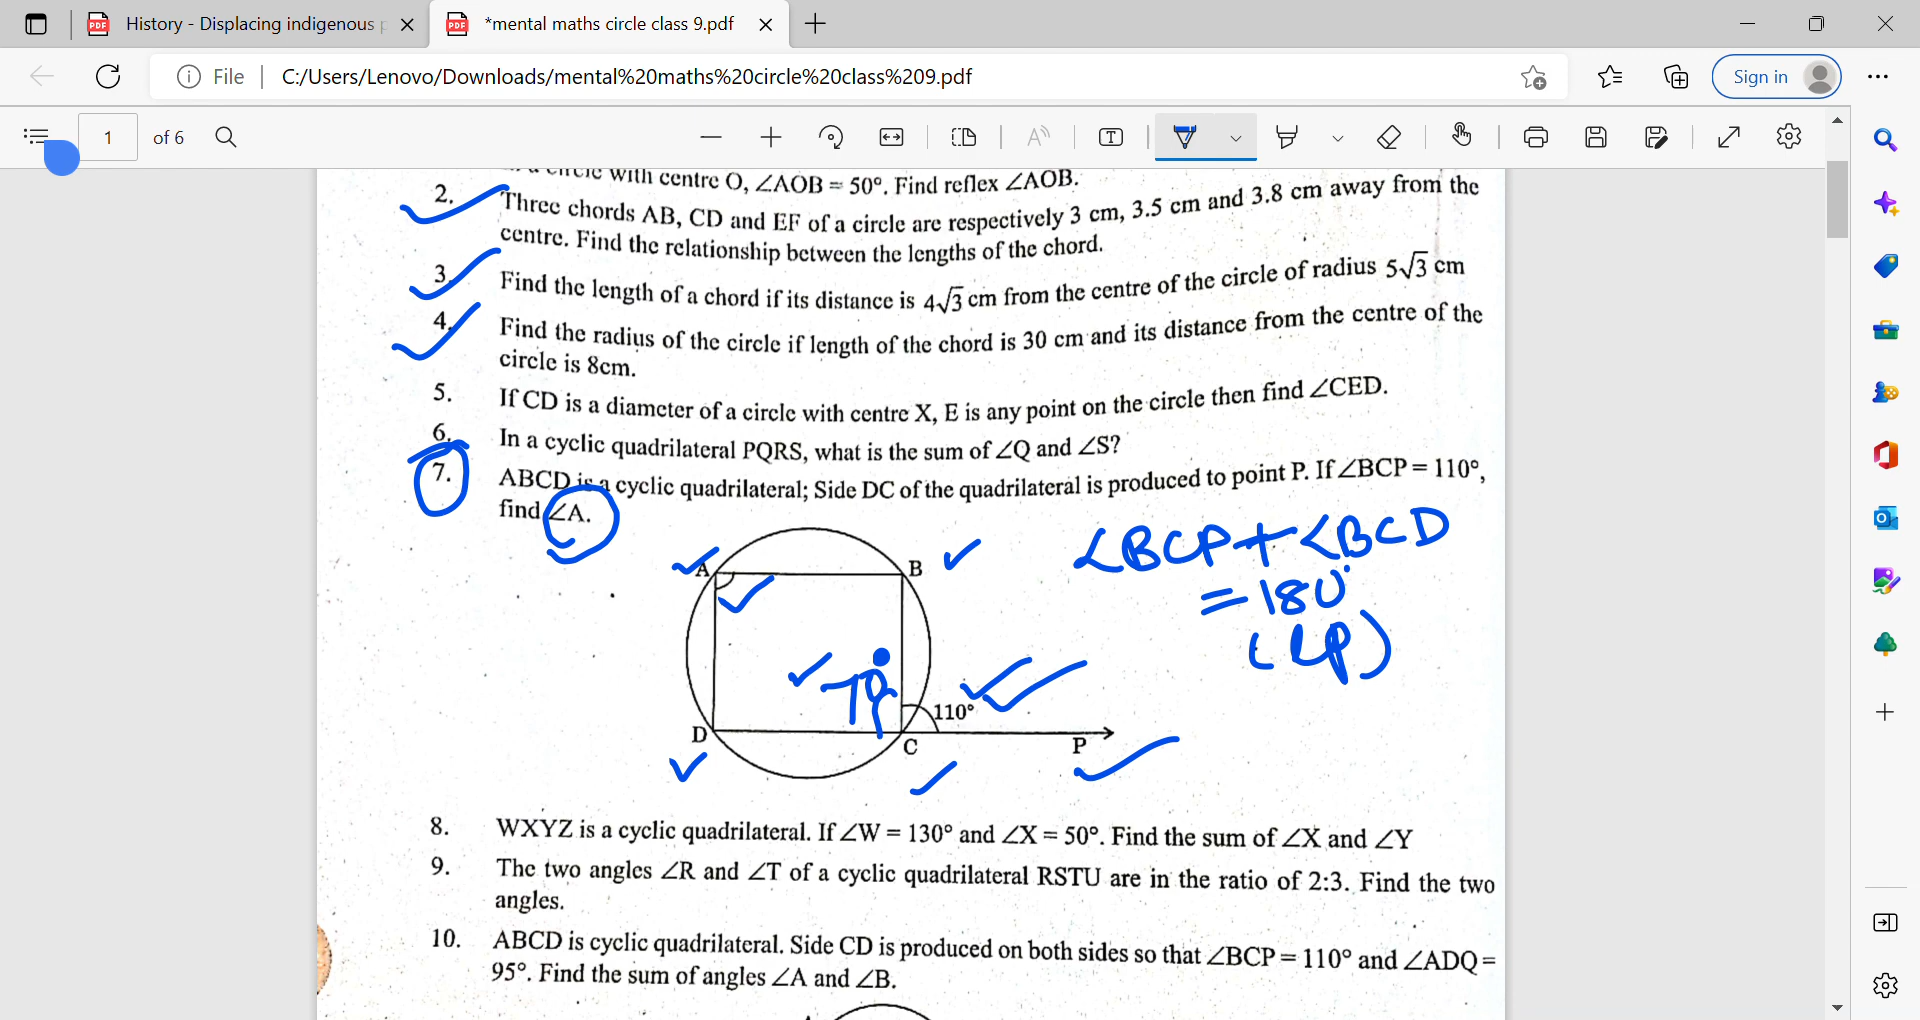 History - Displacing indigenous p
*mental maths circle class 9.pdf
File
C:/Users/Lenovo/Downloads/mental%20maths%20circle%20class%209.pdf
Sign in
1 of 6
circle with centre O, ∠AOB = 50°. Find reflex ∠AOB.
2. Three chords AB, CD and EF of a circle are respectively 3 cm, 3.5 cm and 3.8 cm away from the
centre. Find the relationship between the lengths of the chord.
3. Find the length of a chord if its distance is 4√3 cm from the centre of the circle of radius 5√3 cm
4. Find the radius of the circle if length of the chord is 30 cm and its distance from the centre of the
circle is 8cm.
5. If CD is a diameter of a circle with centre X, E is any point on the circle then find ∠CED.
6. In a cyclic quadrilateral PQRS, what is the sum of ∠Q and ∠S?
7. ABCD is a cyclic quadrilateral; Side DC of the quadrilateral is produced to point P. If ∠BCP = 110°,
find ∠A.
A B
∠BCP+∠BCD
=180°
(LP)
70
110°
D C P
8. WXYZ is a cyclic quadrilateral. If ∠W = 130° and ∠X = 50°. Find the sum of ∠X and ∠Y
9. The two angles ∠R and ∠T of a cyclic quadrilateral RSTU are in the ratio of 2:3. Find the two
angles.
10. ABCD is cyclic quadrilateral. Side CD is produced on both sides so that ∠BCP = 110° and ∠ADQ =
95°. Find the sum of angles ∠A and ∠B.